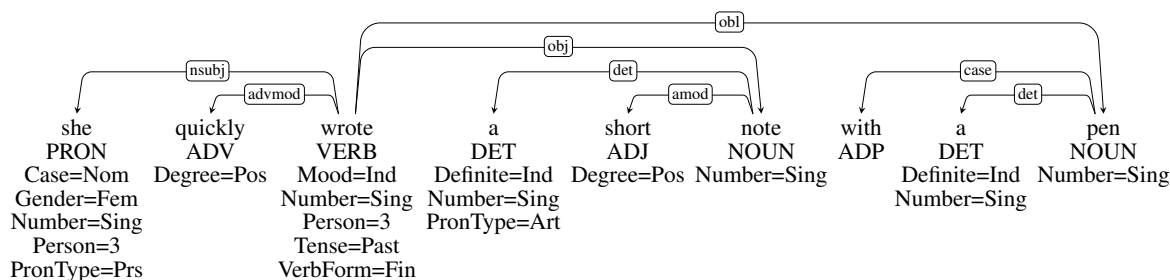 obl
obj
nsubj det case
advmod amod det
she quickly wrote a short note with a pen
PRON ADV VERB DET ADJ NOUN ADP DET NOUN
Case=Nom Degree=Pos Mood=Ind Definite=Ind Degree=Pos Number=Sing Definite=Ind Number=Sing
Gender=Fem Number=Sing Number=Sing Number=Sing
Number=Sing Person=3 PronType=Art
Person=3 Tense=Past
PronType=Prs VerbForm=Fin